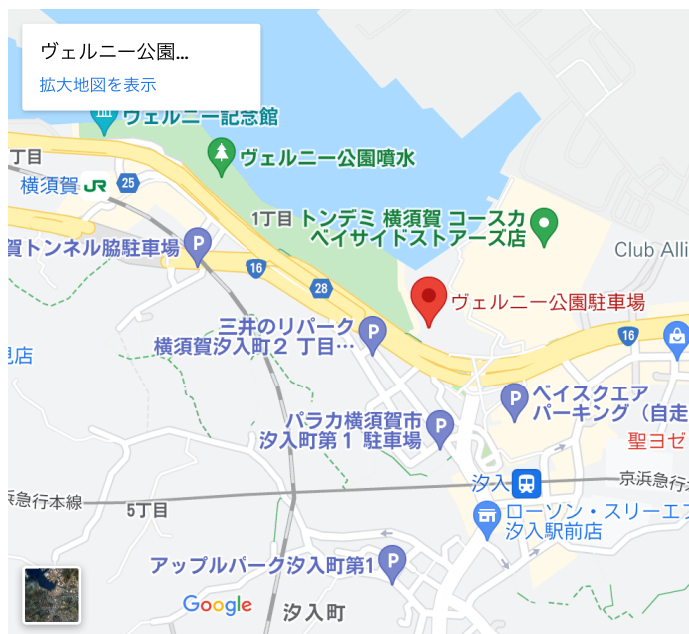 ヴェルニー公園...
拡大地図を表示
ヴェルニー記念館
丁目
ヴェルニー公園噴水
横須賀 JR 25
1丁目
トンデミ 横須賀 コースカ
ベイサイドストアーズ店
賀トンネル脇駐車場
P
16
Club Alli
28
ヴェルニー公園駐車場
三井のリパーク
横須賀汐入町2 丁目…
P
16
見店
ベイスクエア
パーキング（自走
P
パラカ横須賀市
汐入町第1 駐車場
P
聖ヨゼ
汐入
京浜急行
浜急行本線
5丁目
ローソン・スリーエフ
汐入駅前店
アップルパーク汐入町第1
P
Google
汐入町